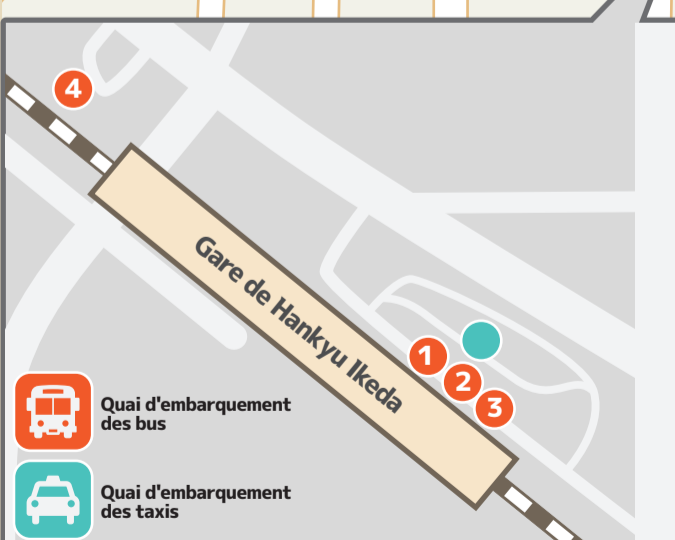 4
Gare de Hankyu Ikeda
1
2
3
Quai d'embarquement
des bus
Quai d'embarquement
des taxis